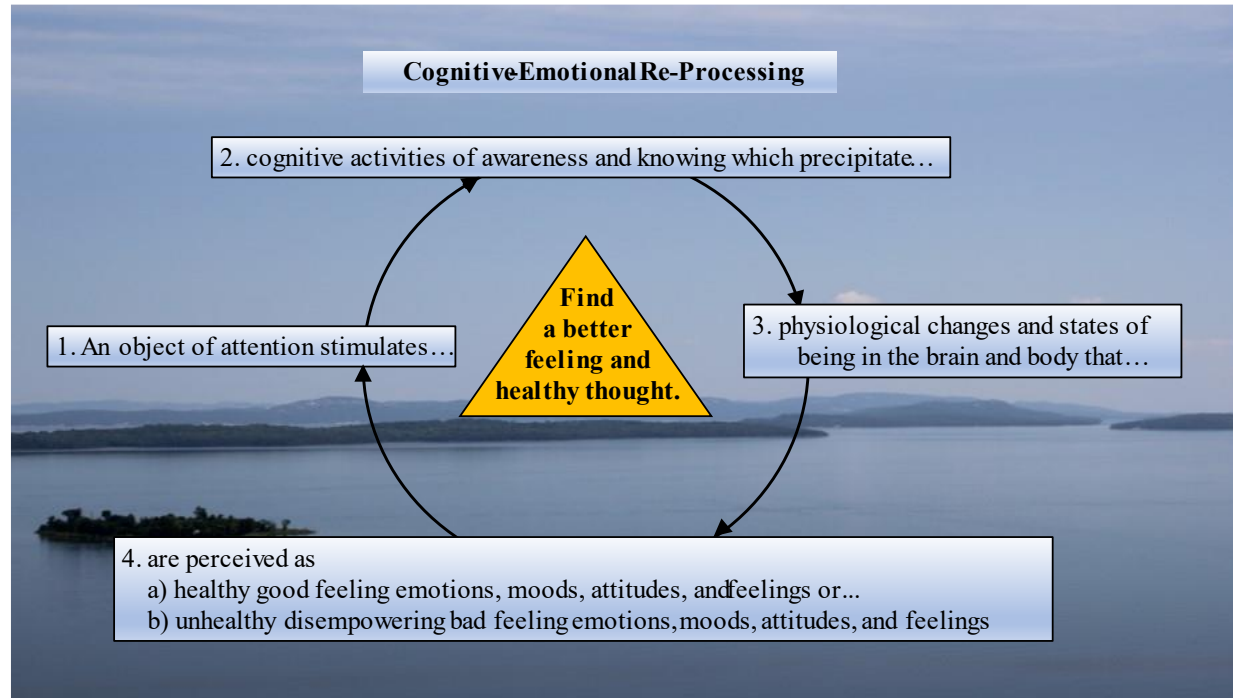 Cognitive-Emotional Re-Processing
2. cognitive activities of awareness and knowing which precipitate…
Find
a better
feeling and
healthy thought.
1. An object of attention stimulates…
3. physiological changes and states of
being in the brain and body that…
4. are perceived as
a) healthy good feeling emotions, moods, attitudes, and feelings or...
b) unhealthy disempowering bad feeling emotions, moods, attitudes, and feelings